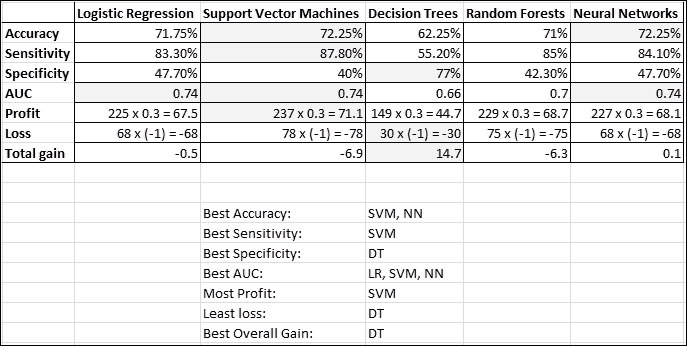 Logistic Regression Support Vector Machines Decision Trees Random Forests Neural Networks
Accuracy 71.75% 72.25% 62.25% 71% 72.25%
Sensitivity 83.30% 87.80% 55.20% 85% 84.10%
Specificity 47.70% 40% 77% 42.30% 47.70%
AUC 0.74 0.74 0.66 0.7 0.74
Profit 225 x 0.3 = 67.5 237 x 0.3 = 71.1 149 x 0.3 = 44.7 229 x 0.3 = 68.7 227 x 0.3 = 68.1
Loss 68 x (-1) = -68 78 x (-1) = -78 30 x (-1) = -30 75 x (-1) = -75 68 x (-1) = -68
Total gain -0.5 -6.9 14.7 -6.3 0.1
Best Accuracy: SVM, NN
Best Sensitivity: SVM
Best Specificity: DT
Best AUC: LR, SVM, NN
Most Profit: SVM
Least loss: DT
Best Overall Gain: DT